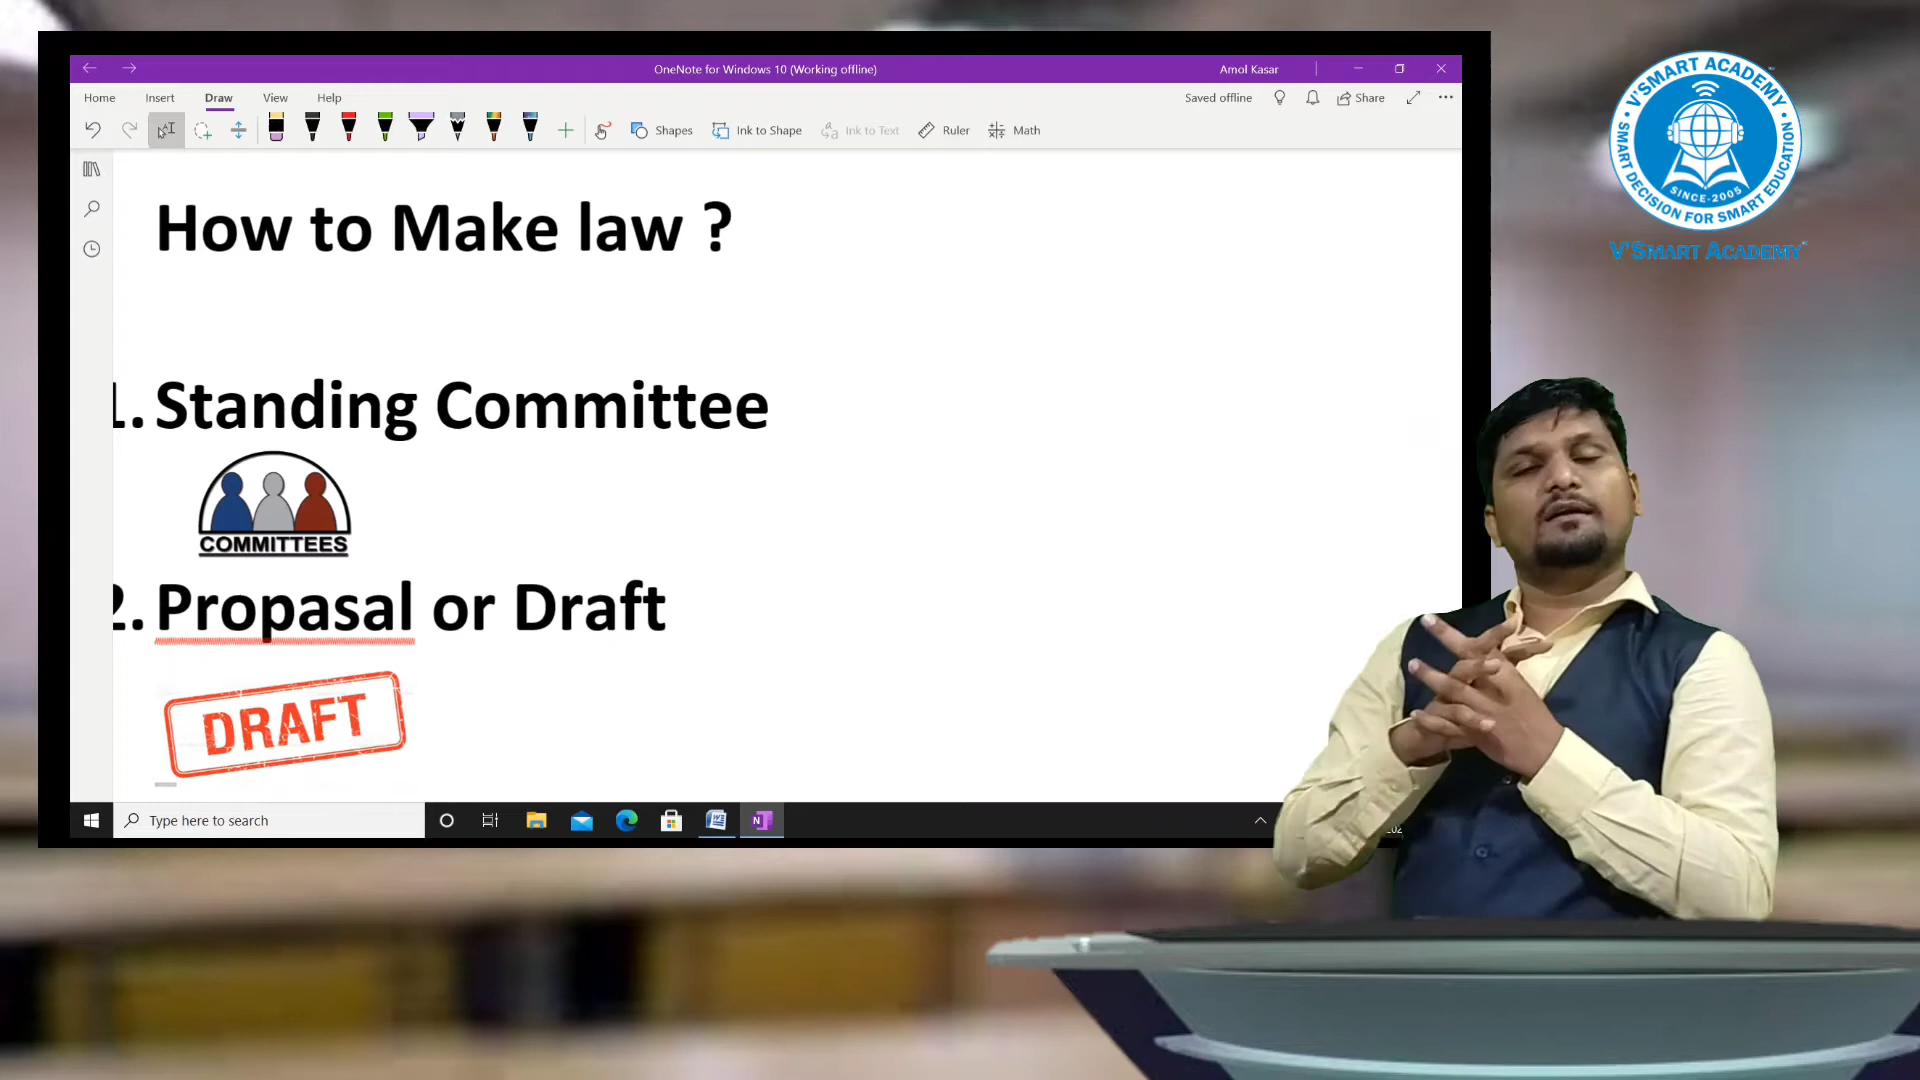 OneNote for Windows 10 (Working offline)
Amol Kasar
Home Insert Draw View Help
Saved offline
Share
Shapes Ink to Shape Ink to Text Ruler Math
How to Make law ?
1. Standing Committee
COMMITTEES
2. Propasal or Draft
DRAFT
Type here to search
V'SMART ACADEMY
SINCE-2005
SMART DECISION FOR SMART EDUCATION
V'SMART ACADEMY